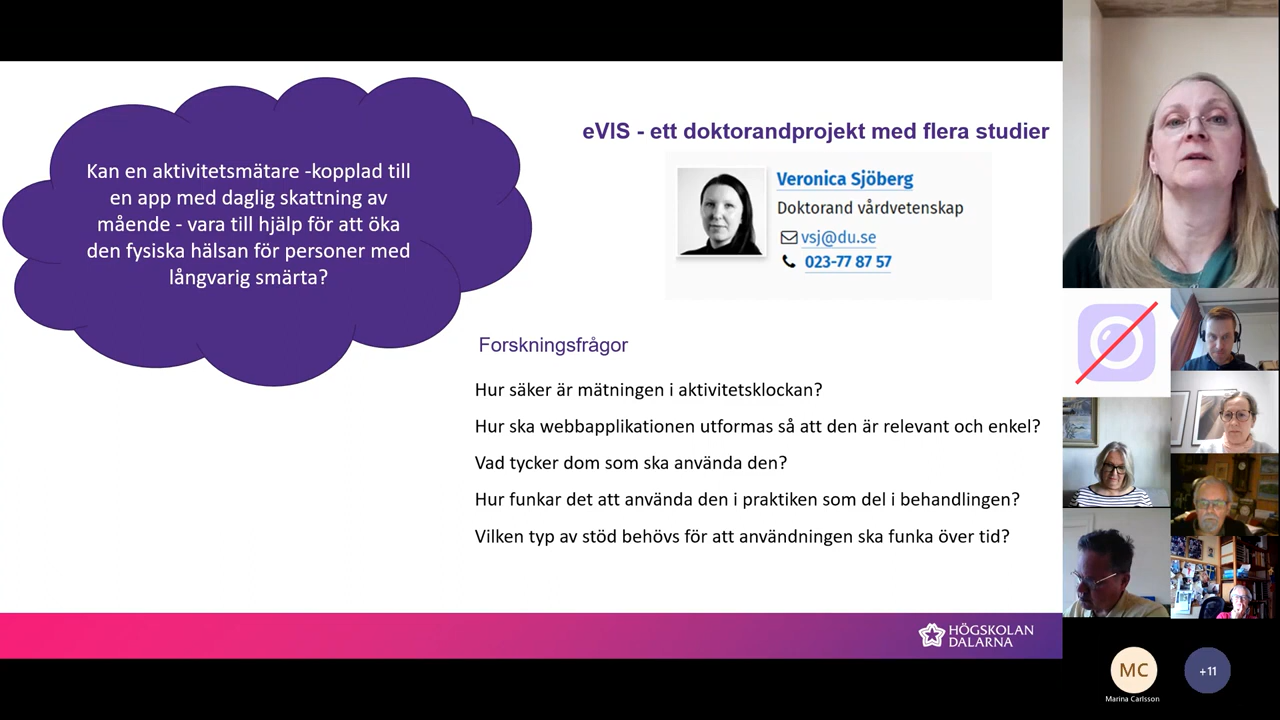 Kan en aktivitetsmätare -kopplad till
en app med daglig skattning av
mående - vara till hjälp för att öka
den fysiska hälsan för personer med
långvarig smärta?
eVIS - ett doktorandprojekt med flera studier
Veronica Sjöberg
Doktorand vårdvetenskap
vsj@du.se
023-77 87 57
Forskningsfrågor
Hur säker är mätningen i aktivitetsklockan?
Hur ska webbapplikationen utformas så att den är relevant och enkel?
Vad tycker dom som ska använda den?
Hur funkar det att använda den i praktiken som del i behandlingen?
Vilken typ av stöd behövs för att användningen ska funka över tid?
HÖGSKOLAN
DALARNA
MC
+11
Marina Carlsson